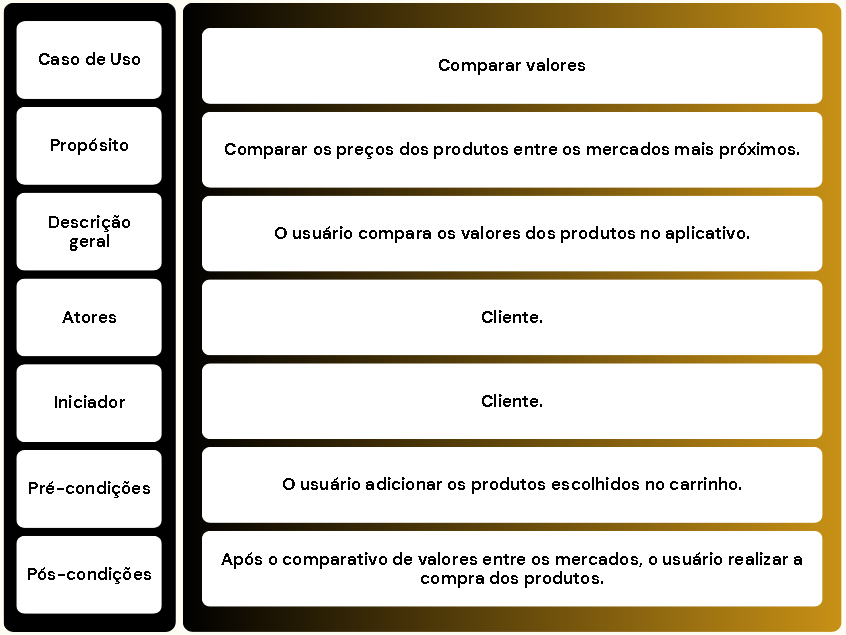 Caso de Uso
Comparar valores
Propósito
Comparar os preços dos produtos entre os mercados mais próximos.
Descrição
geral
O usuário compara os valores dos produtos no aplicativo.
Atores
Cliente.
Iniciador
Cliente.
Pré-condições
O usuário adicionar os produtos escolhidos no carrinho.
Pós-condições
Após o comparativo de valores entre os mercados, o usuário realizar a
compra dos produtos.